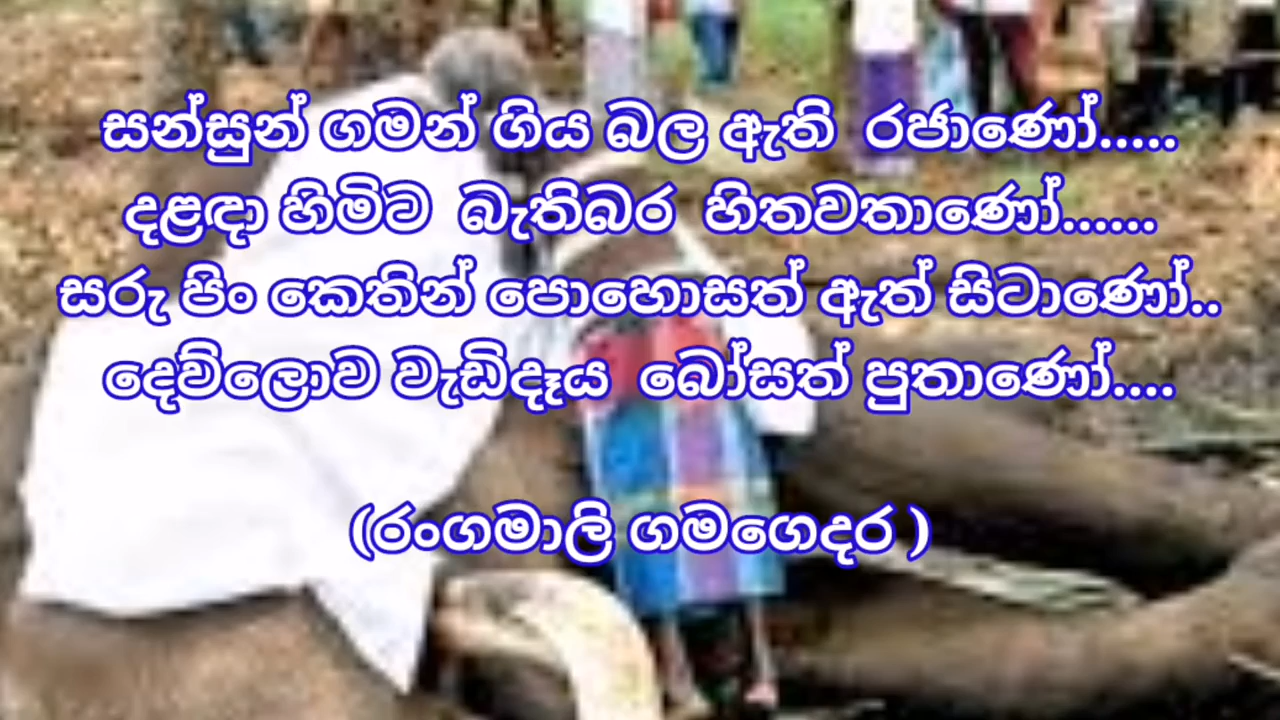 සන්සුන් ගමන් ගිය බල ඇති රජාණෝ.....
දළඳා හිමිට බැතිබර හිතවතාණෝ......
සරු පිං කෙතින් පොහොසත් ඇත් සිටාණෝ..
දෙව්ලොව වැඩිදෑය බෝසත් පුතාණෝ....
(රංගමාලි ගමගෙදර )